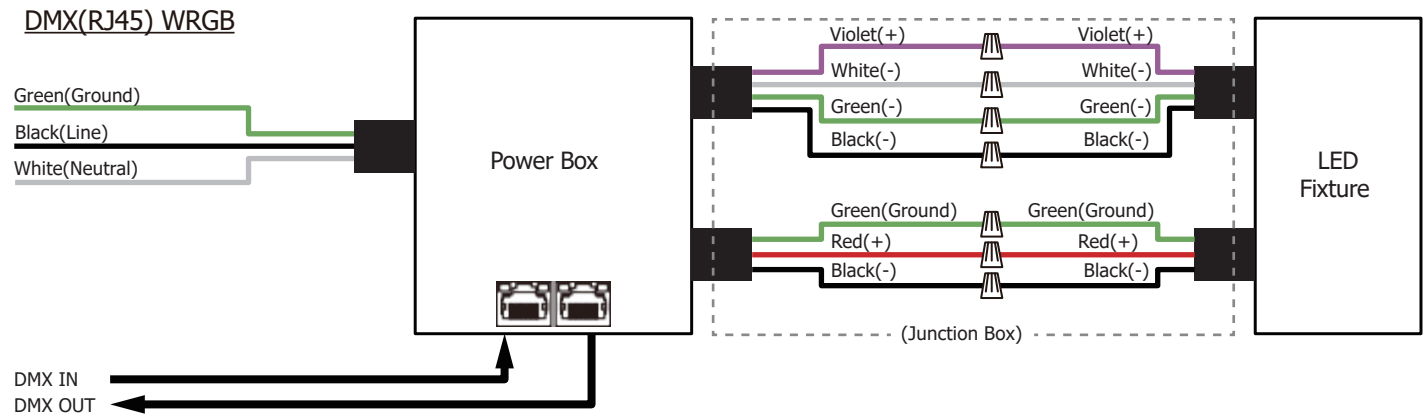 DMX(RJ45) WRGB
Green(Ground)
Black(Line)
White(Neutral)
Power Box
Violet(+) Violet(+)
White(-) White(-)
Green(-) Green(-)
Black(-) Black(-)
Green(Ground) Green(Ground)
Red(+) Red(+)
Black(-) Black(-)
(Junction Box)
LED
Fixture
DMX IN
DMX OUT